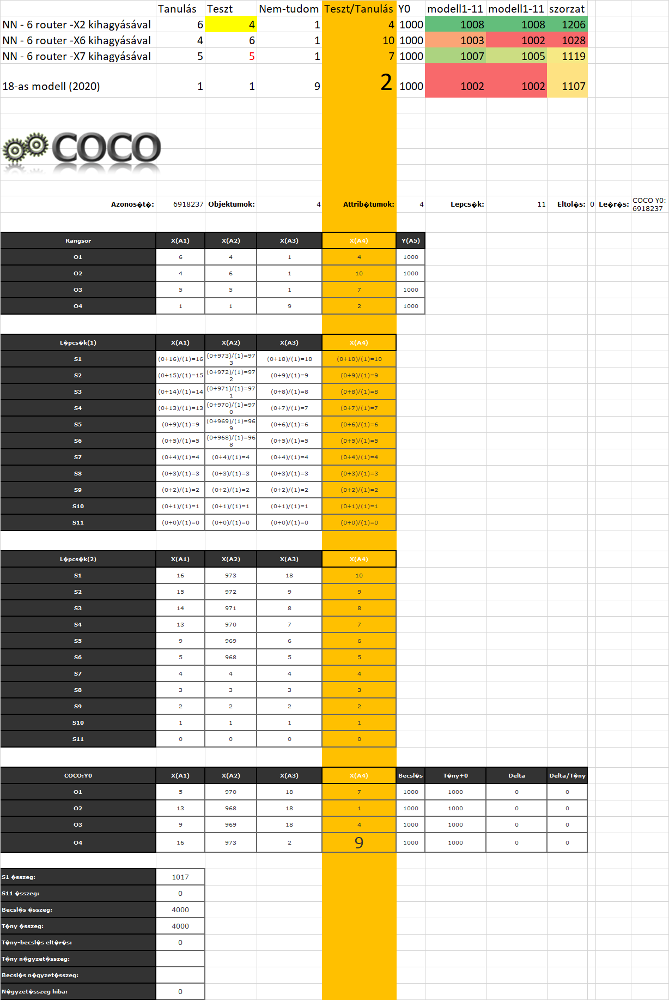 Tanulás Teszt Nem-tudom Teszt/Tanulás Y0 modell1-11 modell1-11 szorzat
NN - 6 router -X2 kihagyásával 6 4 1 4 1000 1008 1008 1206
NN - 6 router -X6 kihagyásával 4 6 1 10 1000 1003 1002 1028
NN - 6 router -X7 kihagyásával 5 5 1 7 1000 1007 1005 1119
18-as modell (2020) 1 1 9 2 1000 1002 1002 1107
COCO
Azonos�t�: 6918237 Objektumok: 4 Attrib�tumok: 4 Lepcs�k: 11 Eltol�s: 0 Le�r�s: COCO Y0: 6918237
Rangsor X(A1) X(A2) X(A3) X(A4) Y(A5)
O1 6 4 1 4 1000
O2 4 6 1 10 1000
O3 5 5 1 7 1000
O4 1 1 9 2 1000
L�pcs�k(1) X(A1) X(A2) X(A3) X(A4)
S1 (0+16)/(1)=16 (0+973)/(1)=973 (0+18)/(1)=18 (0+10)/(1)=10
S2 (0+15)/(1)=15 (0+972)/(1)=972 (0+9)/(1)=9 (0+9)/(1)=9
S3 (0+14)/(1)=14 (0+971)/(1)=971 (0+8)/(1)=8 (0+8)/(1)=8
S4 (0+13)/(1)=13 (0+970)/(1)=970 (0+7)/(1)=7 (0+7)/(1)=7
S5 (0+9)/(1)=9 (0+969)/(1)=969 (0+6)/(1)=6 (0+6)/(1)=6
S6 (0+5)/(1)=5 (0+968)/(1)=968 (0+5)/(1)=5 (0+5)/(1)=5
S7 (0+4)/(1)=4 (0+4)/(1)=4 (0+4)/(1)=4 (0+4)/(1)=4
S8 (0+3)/(1)=3 (0+3)/(1)=3 (0+3)/(1)=3 (0+3)/(1)=3
S9 (0+2)/(1)=2 (0+2)/(1)=2 (0+2)/(1)=2 (0+2)/(1)=2
S10 (0+1)/(1)=1 (0+1)/(1)=1 (0+1)/(1)=1 (0+1)/(1)=1
S11 (0+0)/(1)=0 (0+0)/(1)=0 (0+0)/(1)=0 (0+0)/(1)=0
L�pcs�k(2) X(A1) X(A2) X(A3) X(A4)
S1 16 973 18 10
S2 15 972 9 9
S3 14 971 8 8
S4 13 970 7 7
S5 9 969 6 6
S6 5 968 5 5
S7 4 4 4 4
S8 3 3 3 3
S9 2 2 2 2
S10 1 1 1 1
S11 0 0 0 0
COCO:Y0 X(A1) X(A2) X(A3) X(A4) Becsl�s T�ny+0 Delta Delta/T�ny
O1 5 970 18 7 1000 1000 0 0
O2 13 968 18 1 1000 1000 0 0
O3 9 969 18 4 1000 1000 0 0
O4 16 973 2 9 1000 1000 0 0
S1 �sszeg: 1017
S11 �sszeg: 0
Becsl�s �sszeg: 4000
T�ny �sszeg: 4000
T�ny-becsl�s elt�r�s: 0
T�ny n�gyzet�sszeg:
Becsl�s n�gyzet�sszeg:
N�gyzet�sszeg hiba: 0